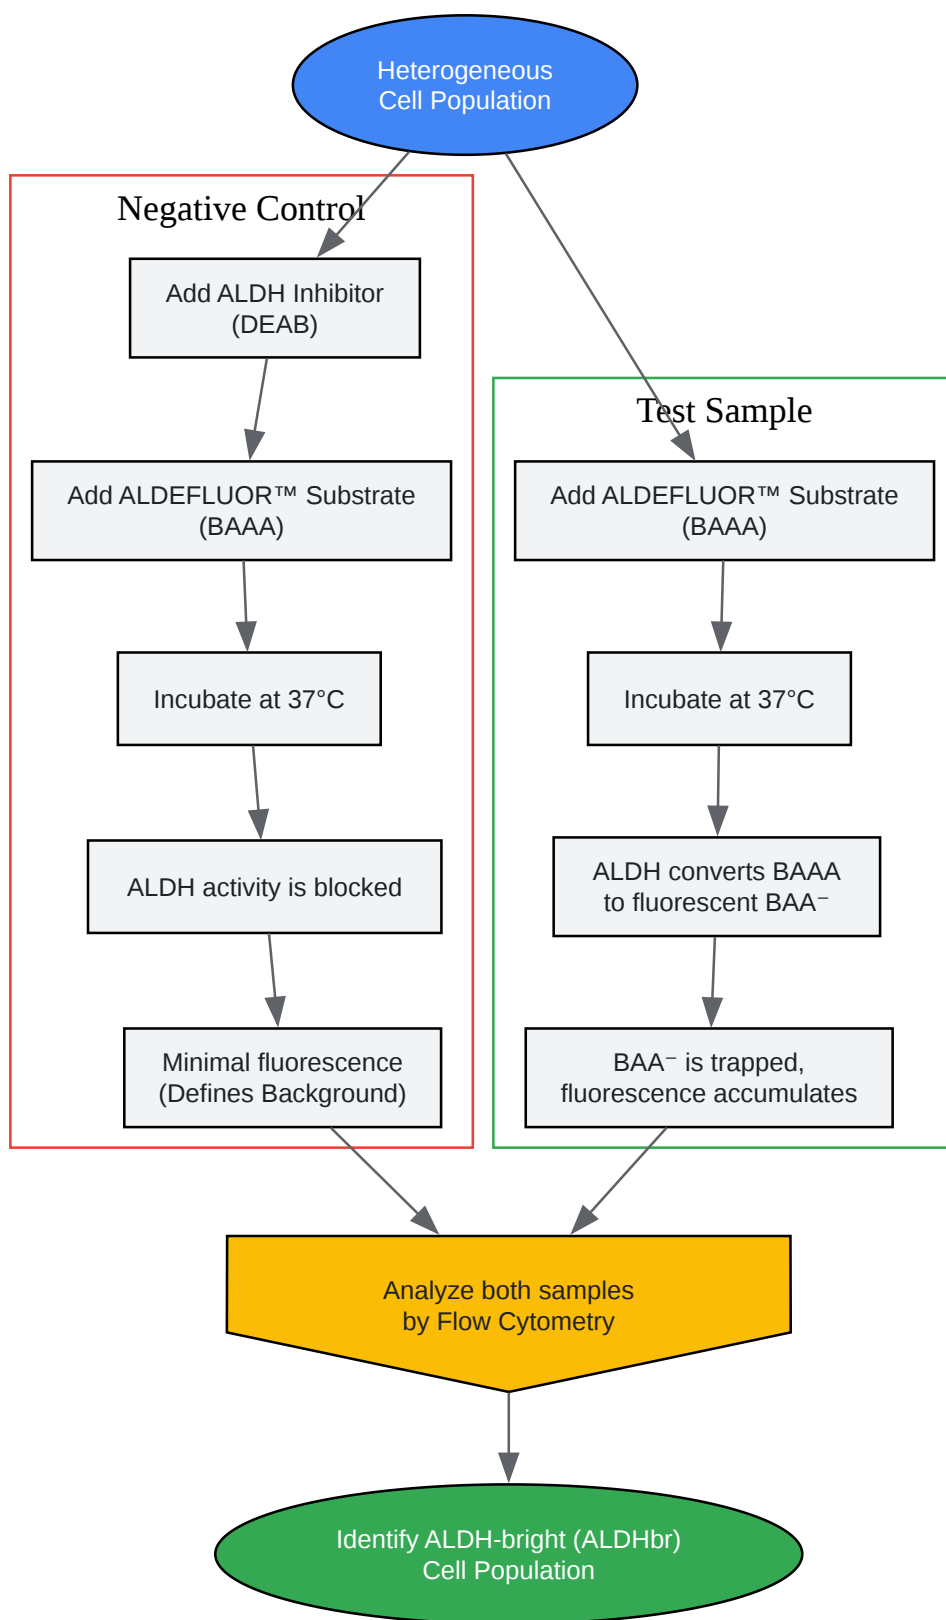 Heterogeneous
Cell Population
Negative Control
Add ALDH Inhibitor
(DEAB)
Add ALDEFLUOR™ Substrate
(BAAA)
Incubate at 37°C
ALDH activity is blocked
Minimal fluorescence
(Defines Background)
Test Sample
Add ALDEFLUOR™ Substrate
(BAAA)
Incubate at 37°C
ALDH converts BAAA
to fluorescent BAA⁻
BAA⁻ is trapped,
fluorescence accumulates
Analyze both samples
by Flow Cytometry
Identify ALDH-bright (ALDHbr)
Cell Population